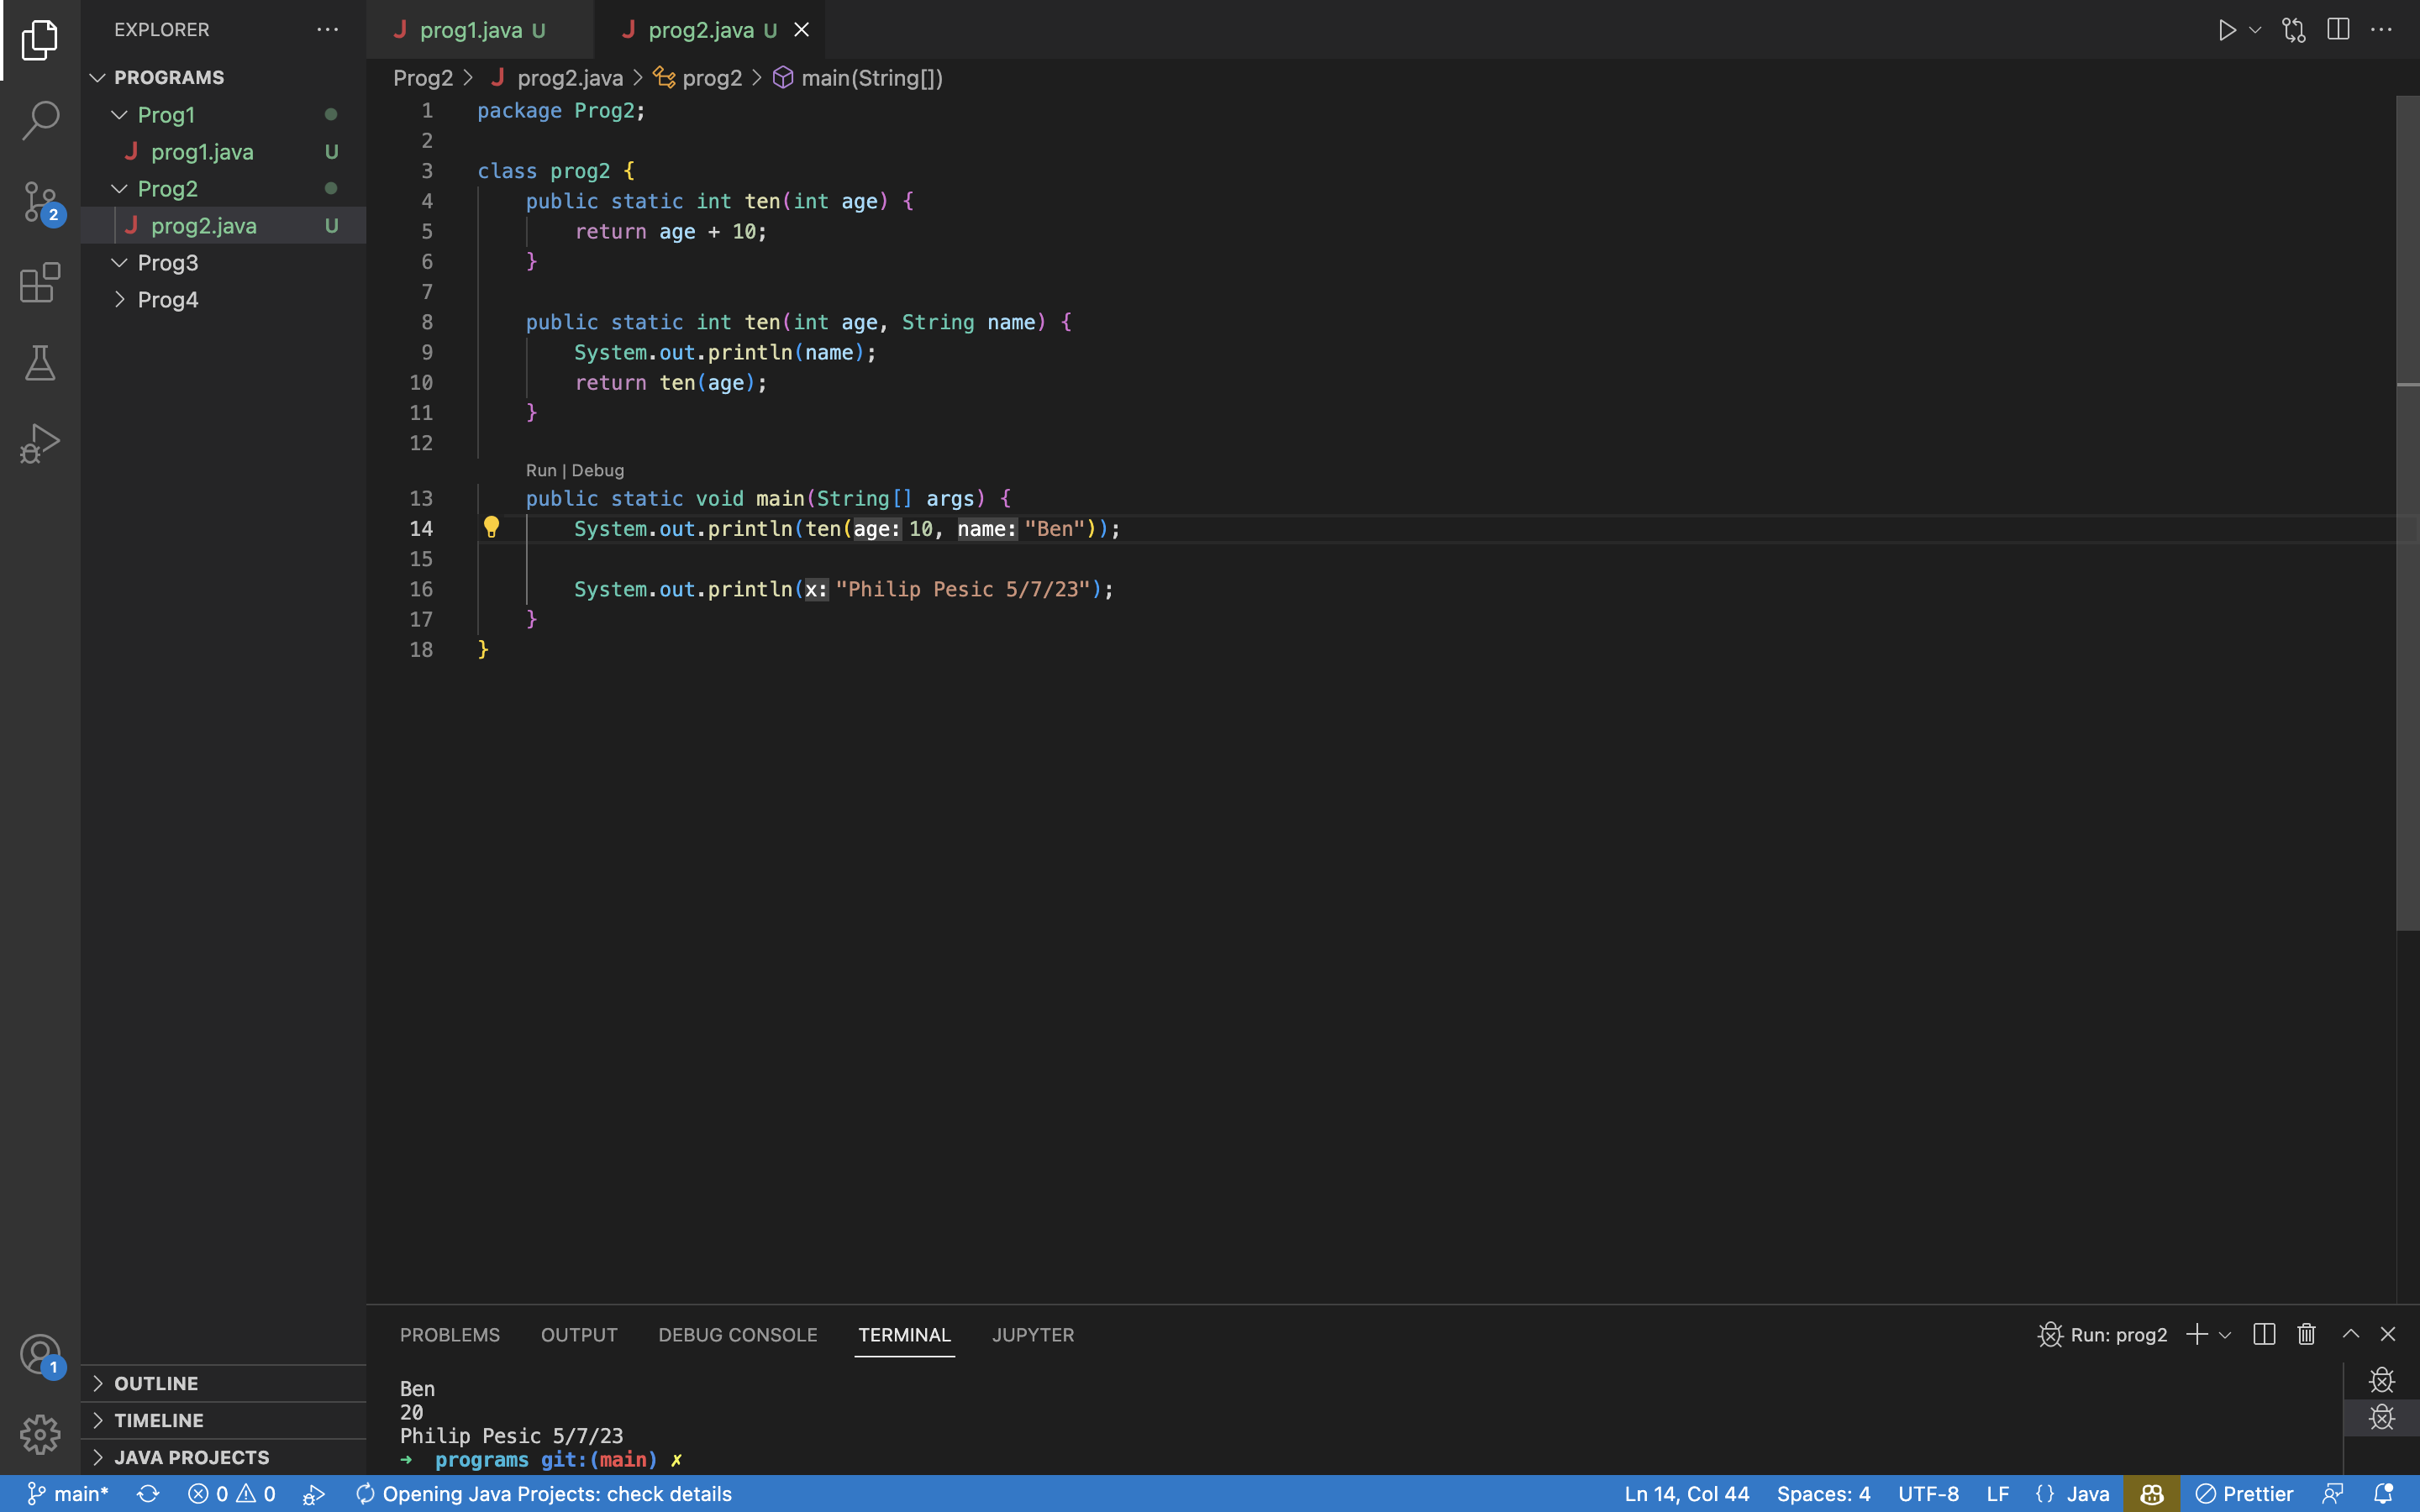 EXPLORER
PROGRAMS
Prog1
J prog1.java U
Prog2
J prog2.java U
Prog3
Prog4
OUTLINE
TIMELINE
JAVA PROJECTS
2
1
J prog1.java U
J prog2.java U
Prog2 > J prog2.java > prog2 > main(String[])
1 package Prog2;
2
3 class prog2 {
4 public static int ten(int age) {
5 return age + 10;
6 }
7
8 public static int ten(int age, String name) {
9 System.out.println(name);
10 return ten(age);
11 }
12
Run | Debug
13 public static void main(String[] args) {
14 System.out.println(ten(age: 10, name: "Ben"));
15
16 System.out.println(x: "Philip Pesic 5/7/23");
17 }
18 }
PROBLEMS OUTPUT DEBUG CONSOLE TERMINAL JUPYTER
Run: prog2
Ben
20
Philip Pesic 5/7/23
➜ programs git:(main) ✗
main* 0 0 Opening Java Projects: check details Ln 14, Col 44 Spaces: 4 UTF-8 LF {} Java Prettier